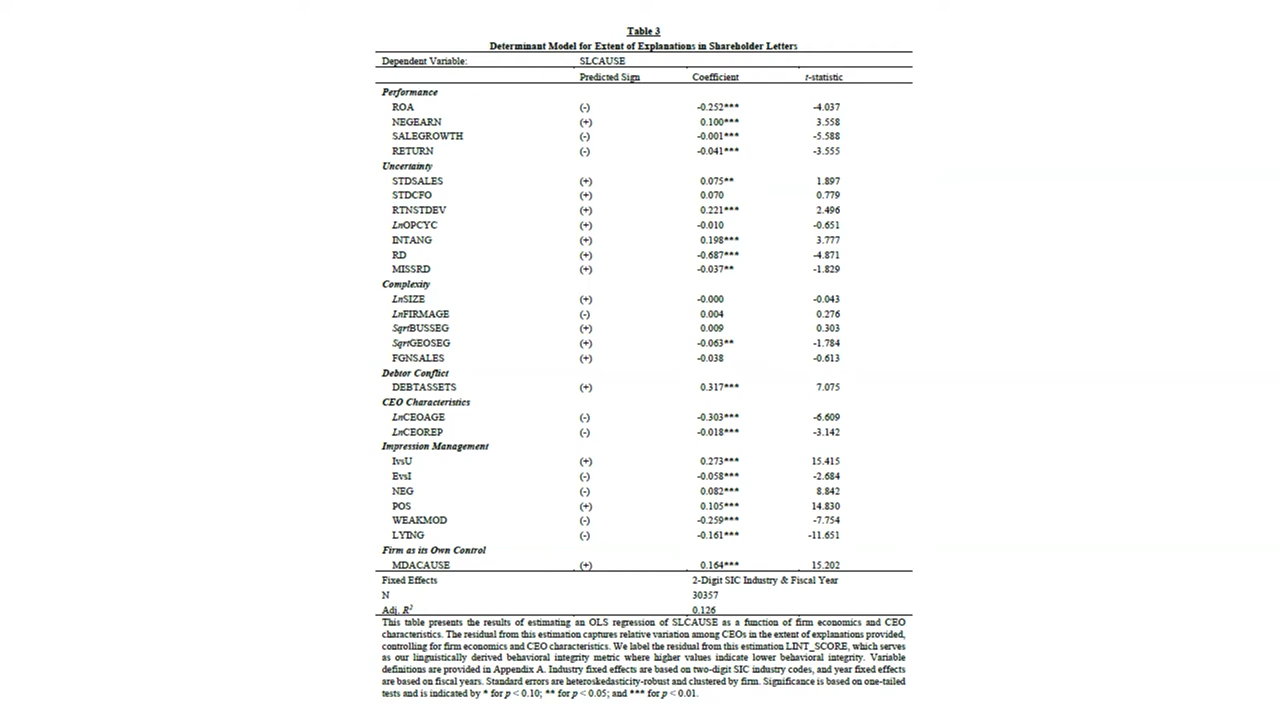 Table 3
Determinant Model for Extent of Explanations in Shareholder Letters
Dependent Variable: SLCAUSE
Predicted Sign Coefficient t-statistic
Performance
ROA (-) -0.252*** -4.037
NEGEARN (+) 0.100*** 3.558
SALEGROWTH (-) -0.001*** -5.588
RETURN (-) -0.041*** -3.555
Uncertainty
STDSALES (+) 0.075** 1.897
STDCFO (+) 0.070 0.779
RTNSTDEV (+) 0.221*** 2.496
LnOPCYC (+) -0.010 -0.651
INTANG (+) 0.198*** 3.777
RD (+) -0.687*** -4.871
MISSRD (+) -0.037** -1.829
Complexity
LnSIZE (+) -0.000 -0.043
LnFIRMAGE (-) 0.004 0.276
SqrtBUSSEG (+) 0.009 0.303
SqrtGEOSEG (+) -0.063** -1.784
FGNSALES (+) -0.038 -0.613
Debtor Conflict
DEBTASSETS (+) 0.317*** 7.075
CEO Characteristics
LnCEOAGE (-) -0.303*** -6.609
LnCEOREP (-) -0.018*** -3.142
Impression Management
IvsU (+) 0.273*** 15.415
EvsI (-) -0.058*** -2.684
NEG (-) 0.082*** 8.842
POS (+) 0.105*** 14.830
WEAKMOD (-) -0.259*** -7.754
LYING (-) -0.161*** -11.651
Firm as its Own Control
MDACAUSE (+) 0.164*** 15.202
Fixed Effects 2-Digit SIC Industry & Fiscal Year
N 30357
Adj. R² 0.126
This table presents the results of estimating an OLS regression of SLCAUSE as a function of firm economics and CEO
characteristics. The residual from this estimation captures relative variation among CEOs in the extent of explanations provided,
controlling for firm economics and CEO characteristics. We label the residual from this estimation LINT_SCORE, which serves
as our linguistically derived behavioral integrity metric where higher values indicate lower behavioral integrity. Variable
definitions are provided in Appendix A. Industry fixed effects are based on two-digit SIC industry codes, and year fixed effects
are based on fiscal years. Standard errors are heteroskedasticity-robust and clustered by firm. Significance is based on one-tailed
tests and is indicated by * for p < 0.10; ** for p < 0.05; and *** for p < 0.01.